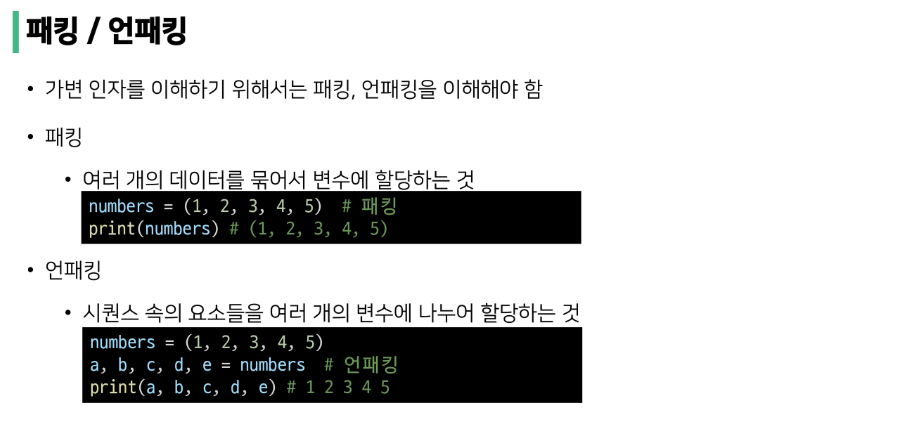 패킹 / 언패킹
• 가변 인자를 이해하기 위해서는 패킹, 언패킹을 이해해야 함
• 패킹
• 여러 개의 데이터를 묶어서 변수에 할당하는 것
numbers = (1, 2, 3, 4, 5)  # 패킹
print(numbers) # (1, 2, 3, 4, 5)
• 언패킹
• 시퀀스 속의 요소들을 여러 개의 변수에 나누어 할당하는 것
numbers = (1, 2, 3, 4, 5)
a, b, c, d, e = numbers  # 언패킹
print(a, b, c, d, e) # 1 2 3 4 5